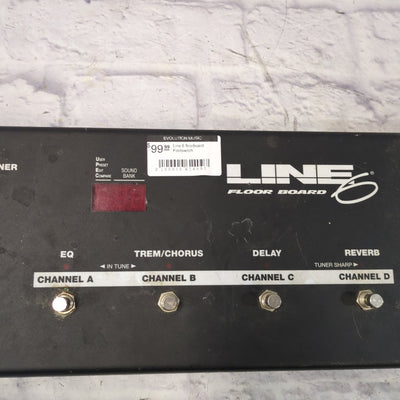 EVOLUTION MUSIC
$99.99
Line 6 floorboard
Footswitch
NER
USER
PRESET
EDIT
COMPARE
SOUND
BANK
LINE 6
FLOOR BOARD
EQ
TREM/CHORUS
DELAY
REVERB
◄ IN TUNE ►
TUNER SHARP ►
CHANNEL A
CHANNEL B
CHANNEL C
CHANNEL D